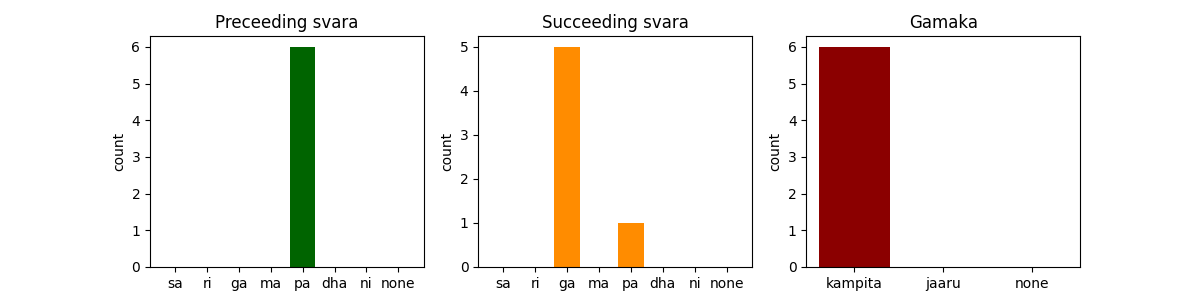 Preceeding svara
count
6
5
4
3
2
1
0
sa ri ga ma pa dha ni none
Succeeding svara
count
5
4
3
2
1
0
sa ri ga ma pa dha ni none
Gamaka
count
6
5
4
3
2
1
0
kampita jaaru none